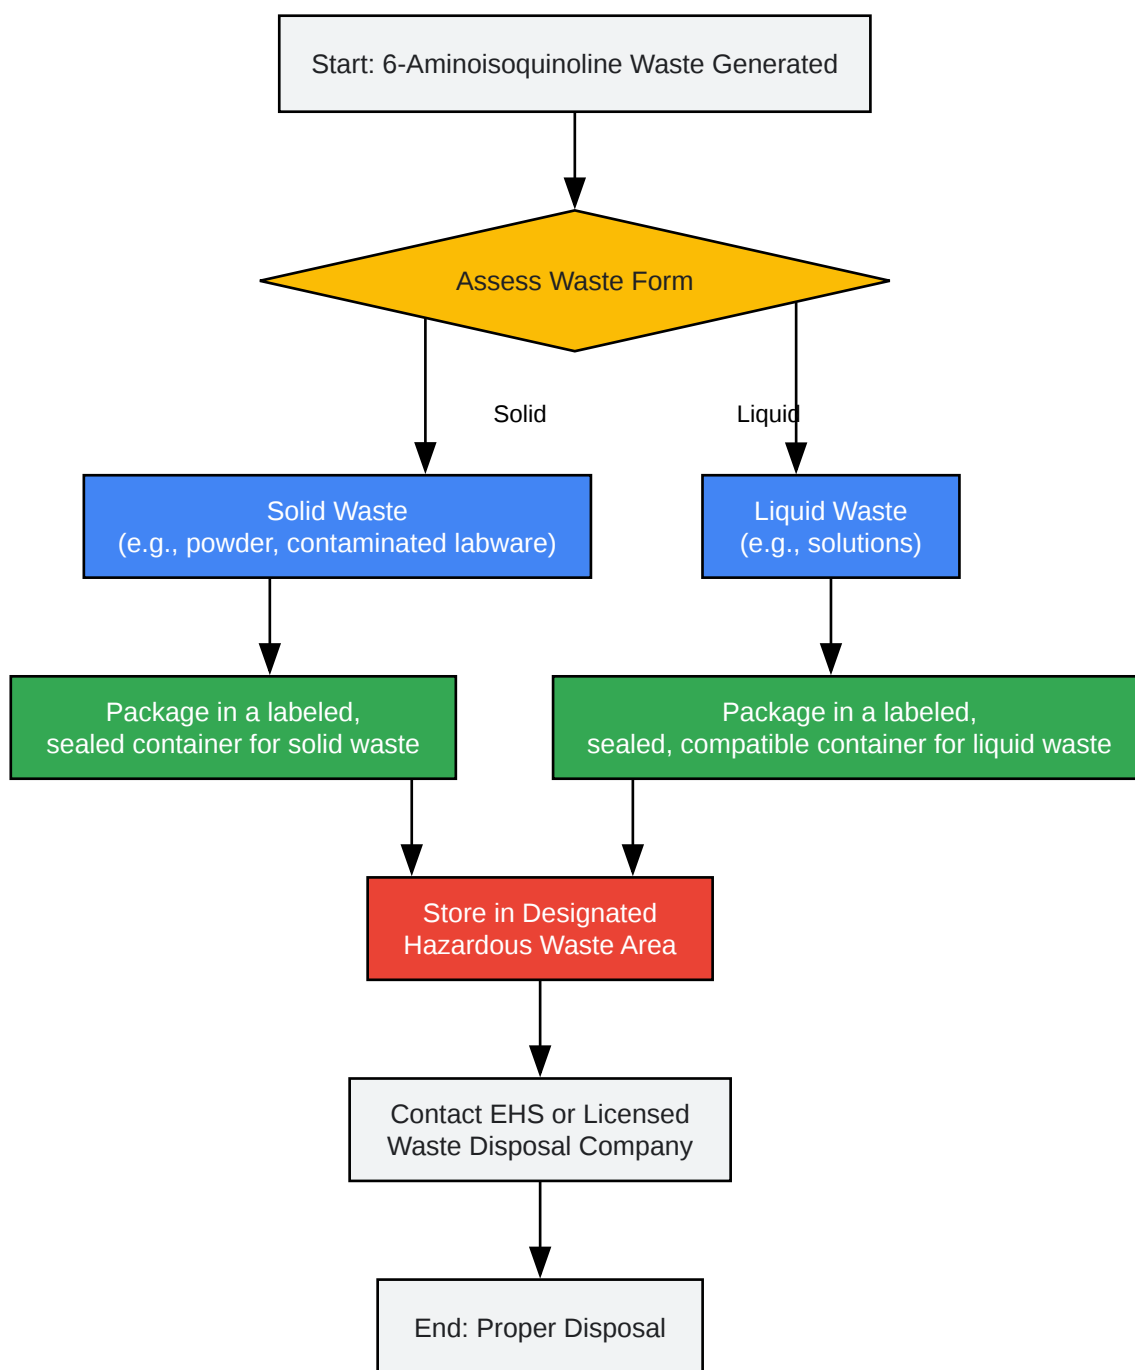 Start: 6-Aminoisoquinoline Waste Generated
Assess Waste Form
Solid
Liquid
Solid Waste
(e.g., powder, contaminated labware)
Liquid Waste
(e.g., solutions)
Package in a labeled,
sealed container for solid waste
Package in a labeled,
sealed, compatible container for liquid waste
Store in Designated
Hazardous Waste Area
Contact EHS or Licensed
Waste Disposal Company
End: Proper Disposal